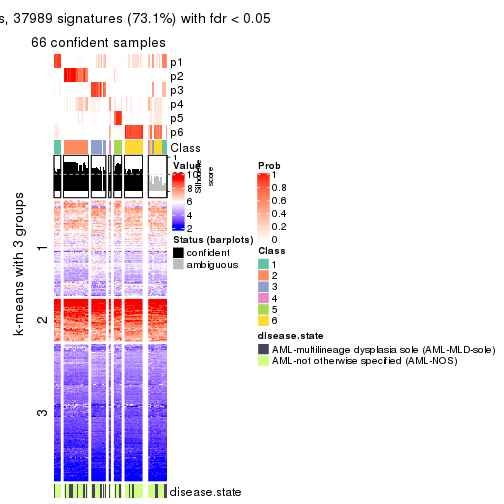 s, 37989 signatures (73.1%) with fdr < 0.05
66 confident samples
p1
p2
p3
p4
p5
p6
Class
1
Silhouette
score
Value
10
8
6
4
2
Status (barplots)
confident
ambiguous
Prob
1
0.8
0.6
0.4
0.2
0
Class
1
2
3
4
5
6
disease.state
AML-multilineage dysplasia sole (AML-MLD-sole)
AML-not otherwise specified (AML-NOS)
k-means with 3 groups
1
2
3
disease.state